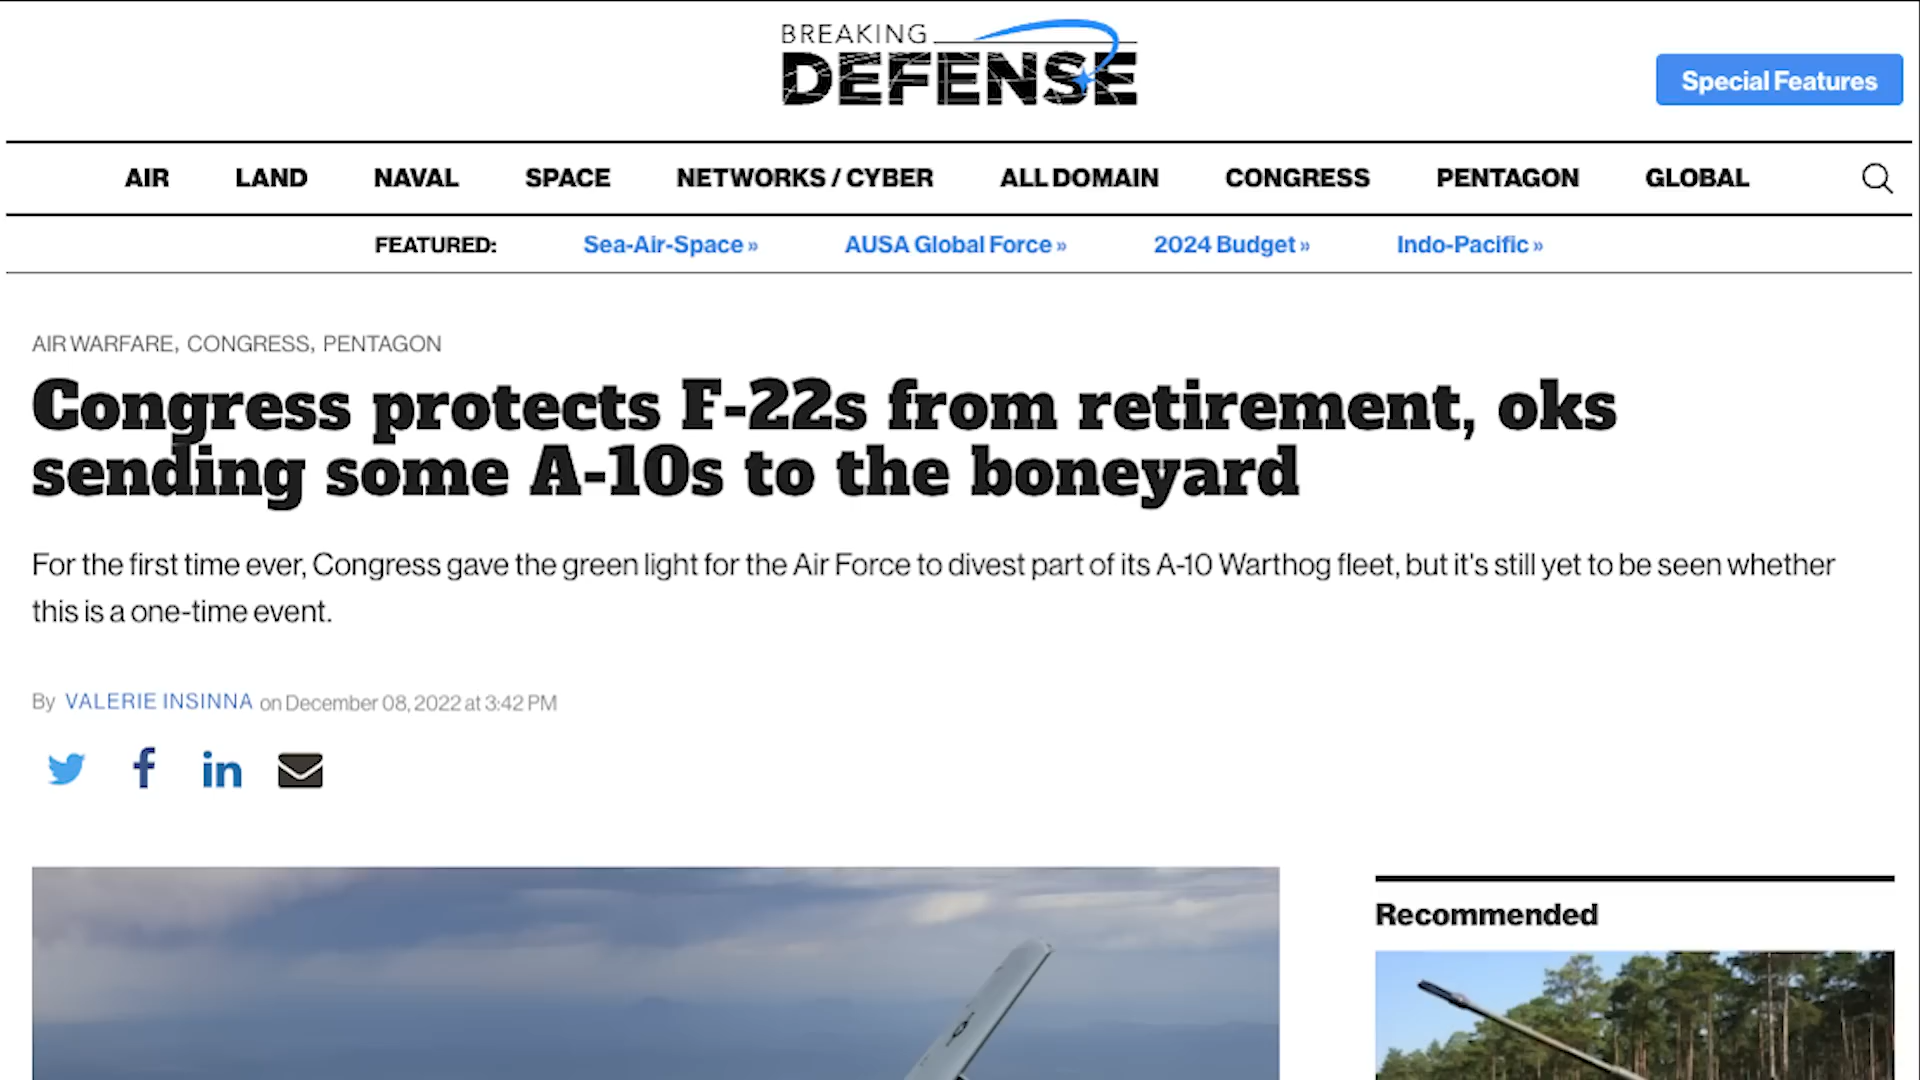 BREAKING
DEFENSE
Special Features
AIR LAND NAVAL SPACE NETWORKS / CYBER ALL DOMAIN CONGRESS PENTAGON GLOBAL
FEATURED: Sea-Air-Space » AUSA Global Force » 2024 Budget » Indo-Pacific »
AIR WARFARE, CONGRESS, PENTAGON
Congress protects F-22s from retirement, oks
sending some A-10s to the boneyard
For the first time ever, Congress gave the green light for the Air Force to divest part of its A-10 Warthog fleet, but it's still yet to be seen whether
this is a one-time event.
By VALERIE INSINNA on December 08, 2022 at 3:42 PM
Recommended